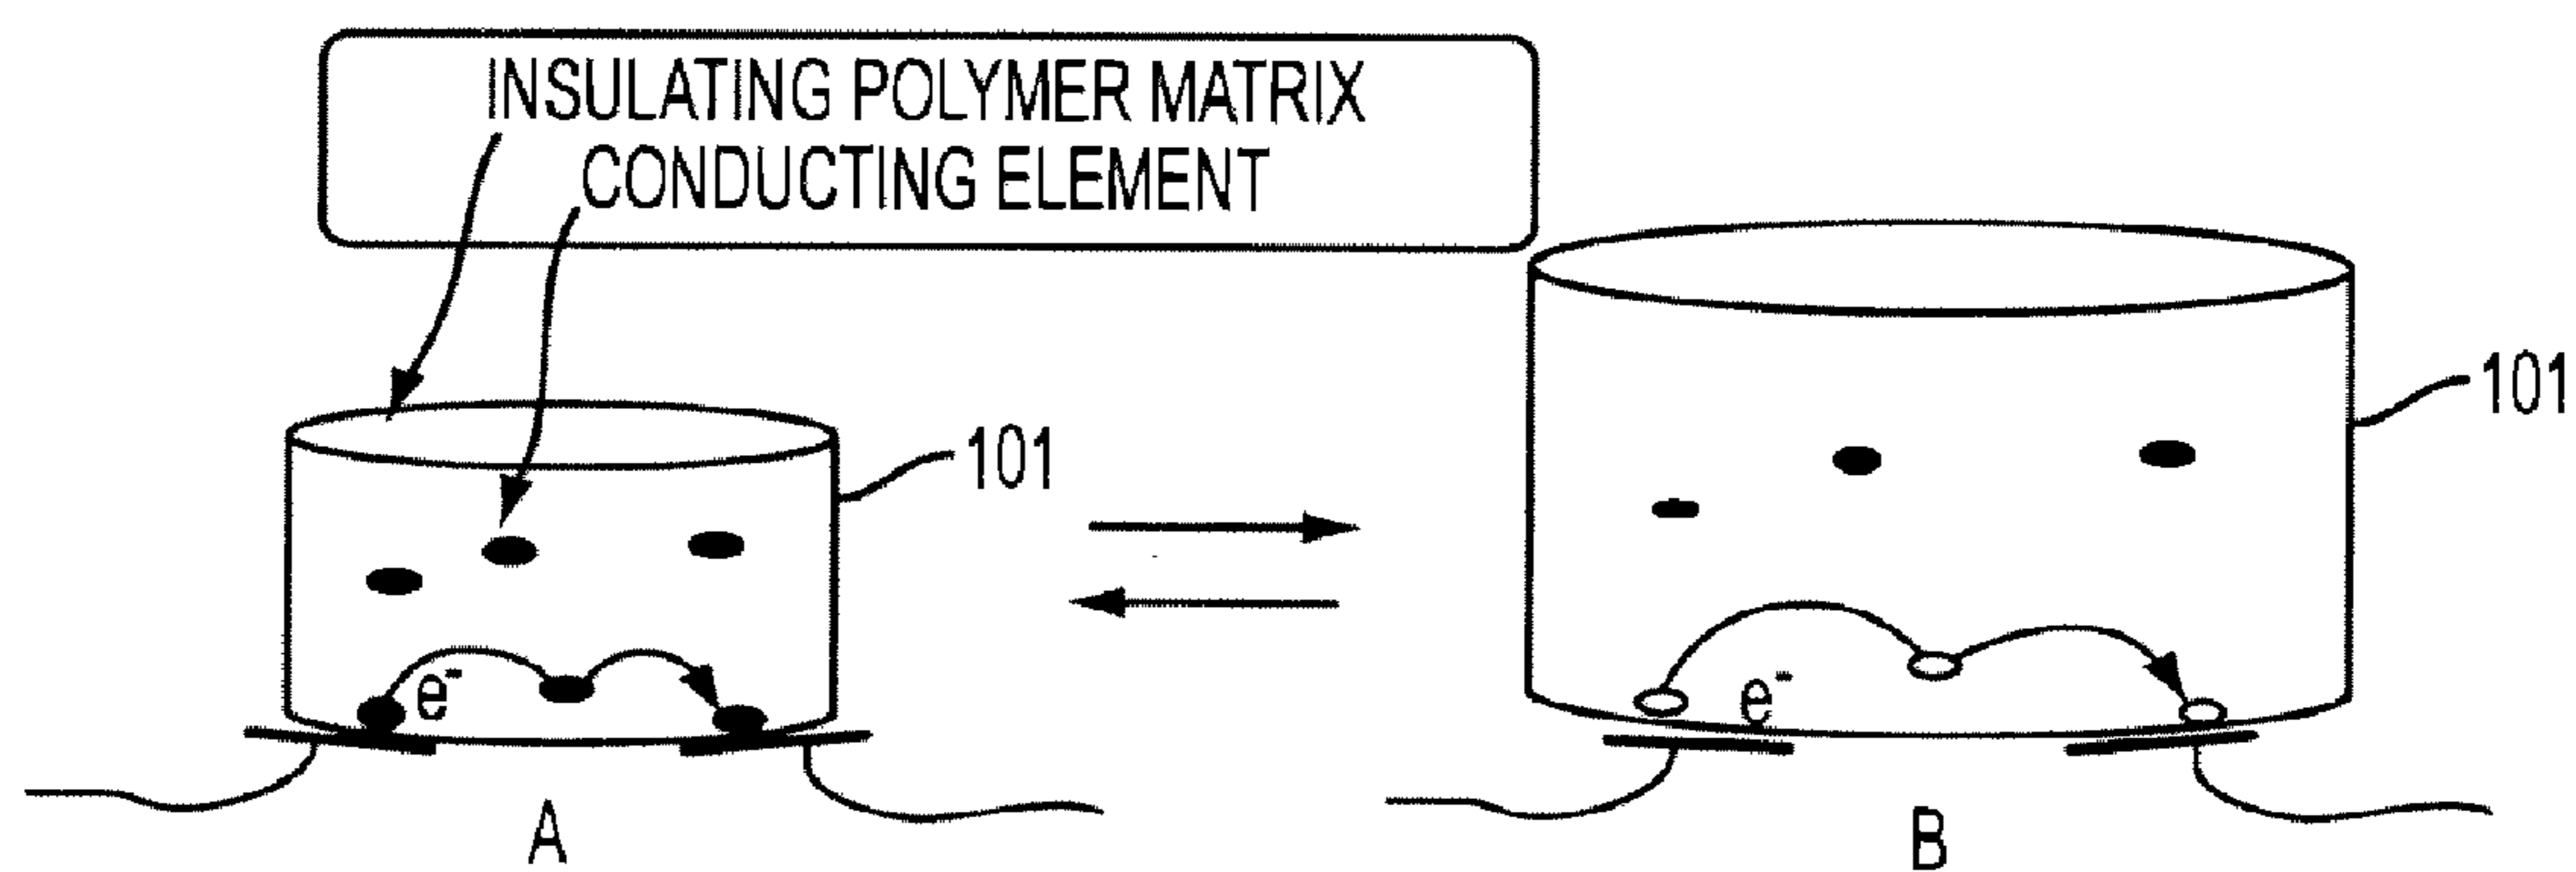 INSULATING POLYMER MATRIX
CONDUCTING ELEMENT
101
101
e-
e-
A
B